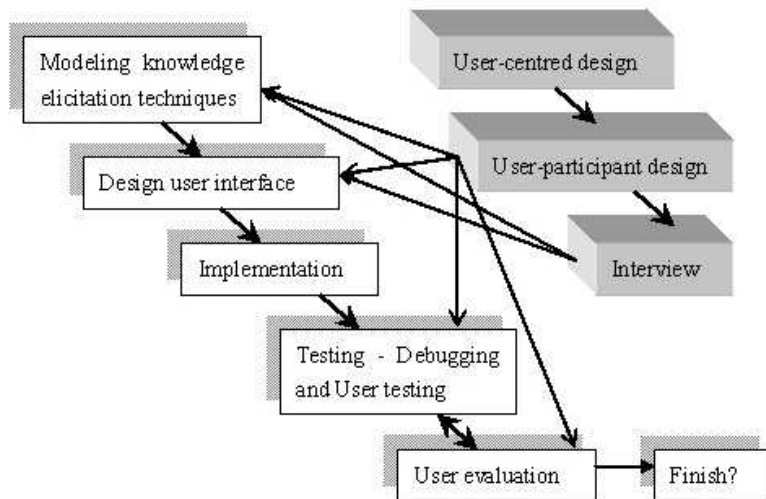 Modeling knowledge
elicitation techniques
User-centred design
User-participant design
Design user interface
Interview
Implementation
Testing - Debugging
and User testing
User evaluation
Finish?